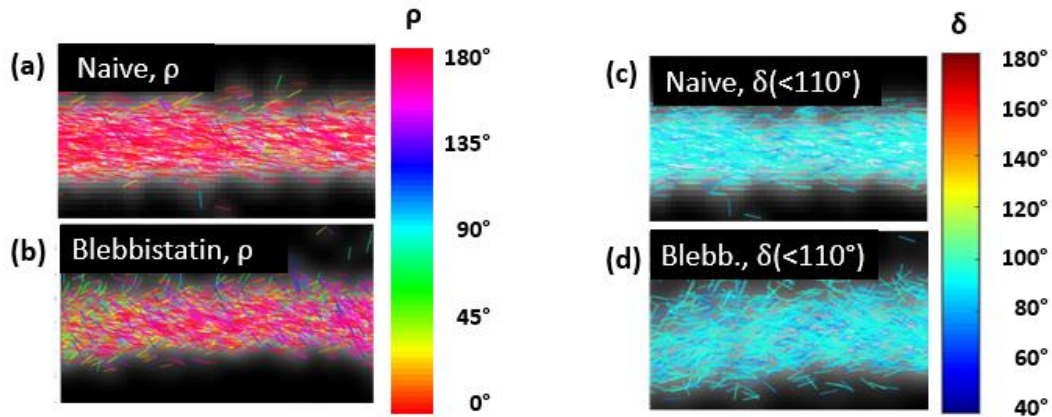 ρ
(a)
Naive, ρ
180°
135°
90°
45°
0°
(b)
Blebbistatin, ρ
δ
(c)
Naive, δ(<110°)
180°
160°
140°
120°
100°
80°
60°
40°
(d)
Blebb., δ(<110°)